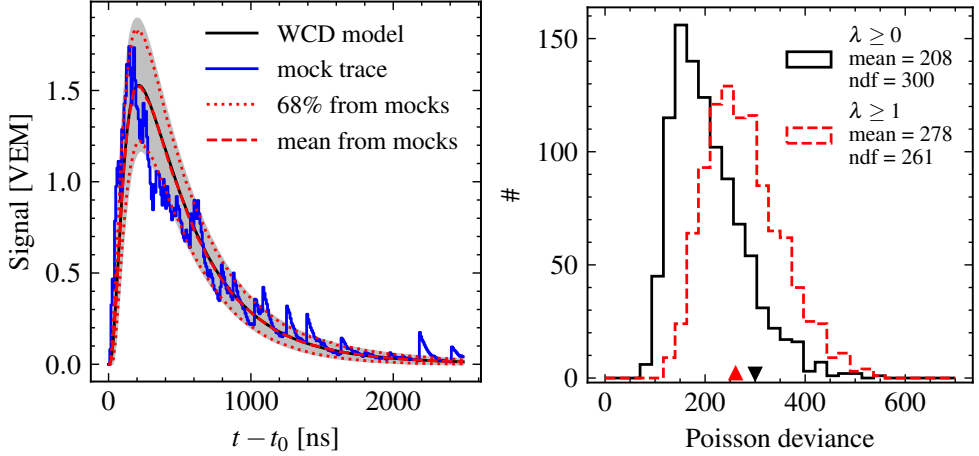 WCD model
mock trace
68% from mocks
mean from mocks
Signal [VEM]
0.0
0.5
1.0
1.5
0
1000
2000
t − t₀ [ns]
λ ≥ 0
mean = 208
ndf = 300
λ ≥ 1
mean = 278
ndf = 261
#
0
50
100
150
0
200
400
600
Poisson deviance